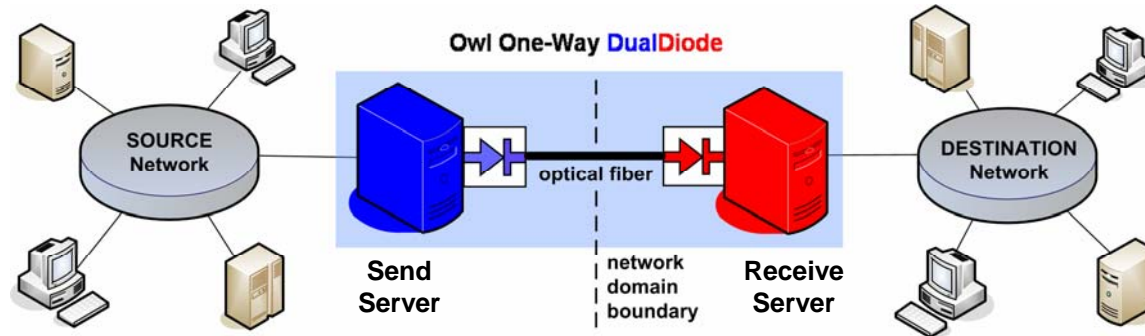 Owl One-Way DualDiode
SOURCE
Network
optical fiber
DESTINATION
Network
Send
Server
network
domain
boundary
Receive
Server